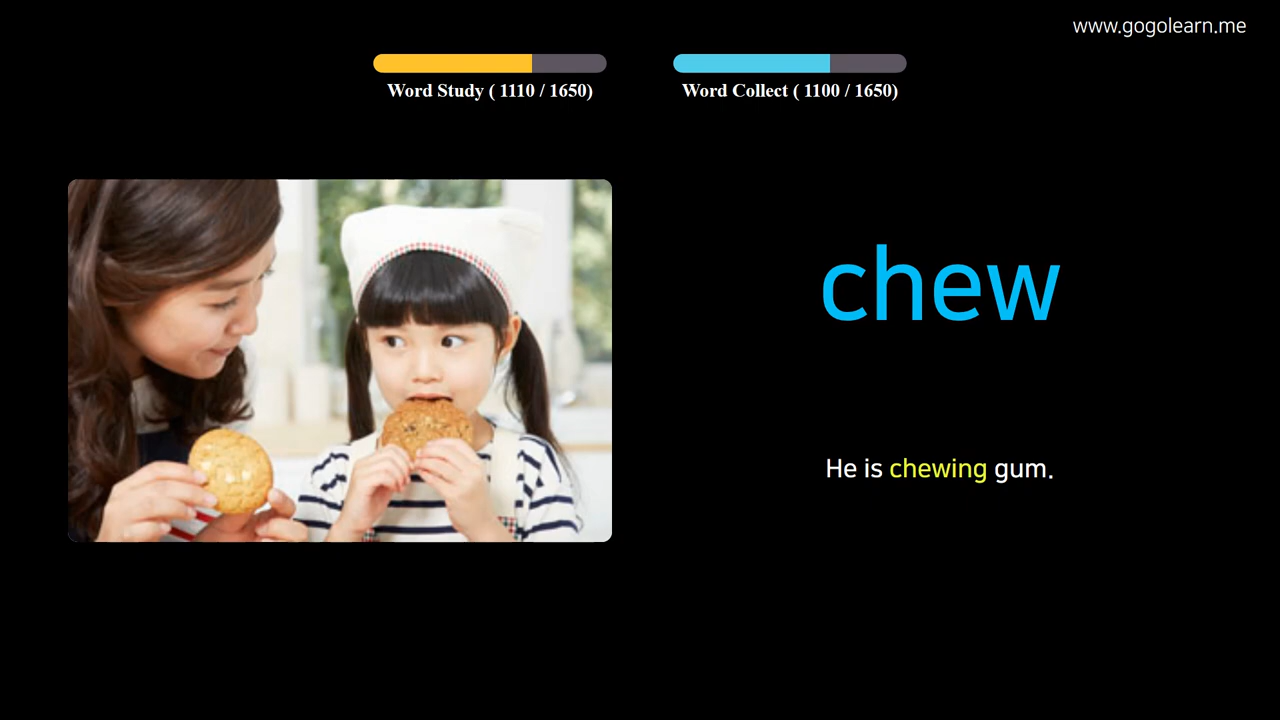 www.gogolearn.me
Word Study ( 1110 / 1650)
Word Collect ( 1100 / 1650)
chew
He is chewing gum.